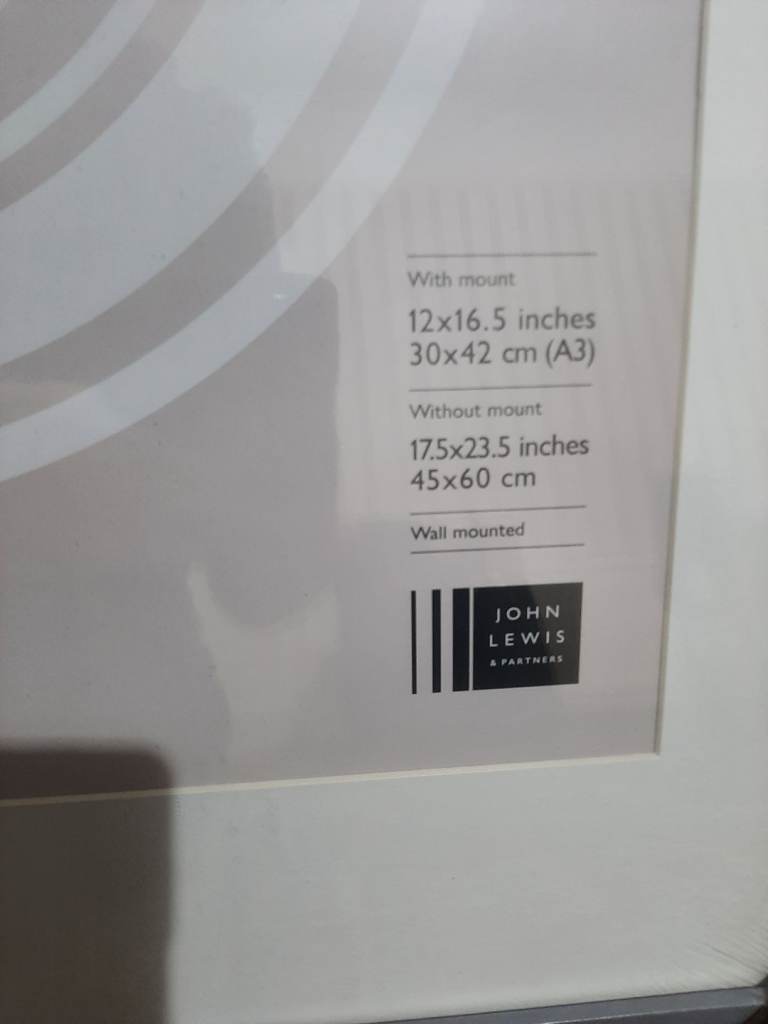 With mount
12x16.5 inches
30x42 cm (A3)
Without mount
17.5x23.5 inches
45x60 cm
Wall mounted
JOHN
LEWIS
& PARTNERS